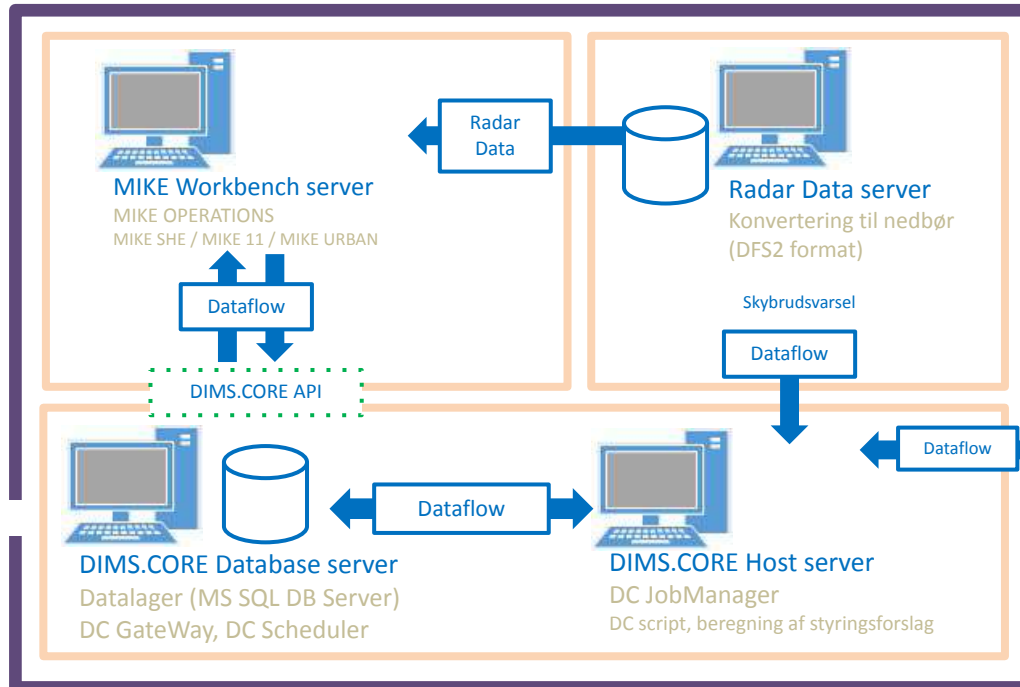 Radar
Data
MIKE Workbench server
MIKE OPERATIONS
MIKE SHE / MIKE 11 / MIKE URBAN
Dataflow
Radar Data server
Konvertering til nedbør
(DFS2 format)
Skybrudsvarsel
Dataflow
DIMS.CORE API
Dataflow
Dataflow
DIMS.CORE Database server
Datalager (MS SQL DB Server)
DC GateWay, DC Scheduler
DIMS.CORE Host server
DC JobManager
DC script, beregning af styringsforslag